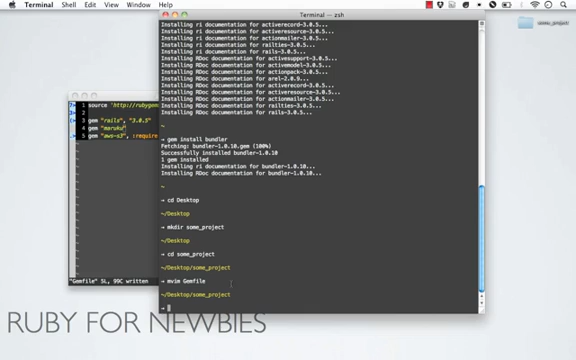 Terminal Shell Edit View Window Help
Terminal — zsh
Installing ri documentation for activerecord-3.0.5...
Installing ri documentation for activeresource-3.0.5...
Installing ri documentation for actionmailer-3.0.5...
Installing ri documentation for railties-3.0.5...
Installing ri documentation for rails-3.0.5...
Installing RDoc documentation for activesupport-3.0.5...
Installing RDoc documentation for activemodel-3.0.5...
Installing RDoc documentation for actionpack-3.0.5...
Installing RDoc documentation for arel-2.0.9...
Installing RDoc documentation for activerecord-3.0.5...
Installing RDoc documentation for activeresource-3.0.5...
Installing RDoc documentation for actionmailer-3.0.5...
Installing RDoc documentation for railties-3.0.5...
Installing RDoc documentation for rails-3.0.5...
~
→ gem install bundler
Fetching: bundler-1.0.10.gem (100%)
Successfully installed bundler-1.0.10
1 gem installed
Installing ri documentation for bundler-1.0.10...
Installing RDoc documentation for bundler-1.0.10...
~
→ cd Desktop
~/Desktop
→ mkdir some_project
~/Desktop
→ cd some_project
~/Desktop/some_project
→ mvim Gemfile
~/Desktop/some_project
→
1 source 'http://rubygem
2
3 gem "rails", "3.0.5"
4 gem "maruku"
5 gem "aws-s3", :require
"Gemfile" 5L, 99C written
some_project
RUBY FOR NEWBIES